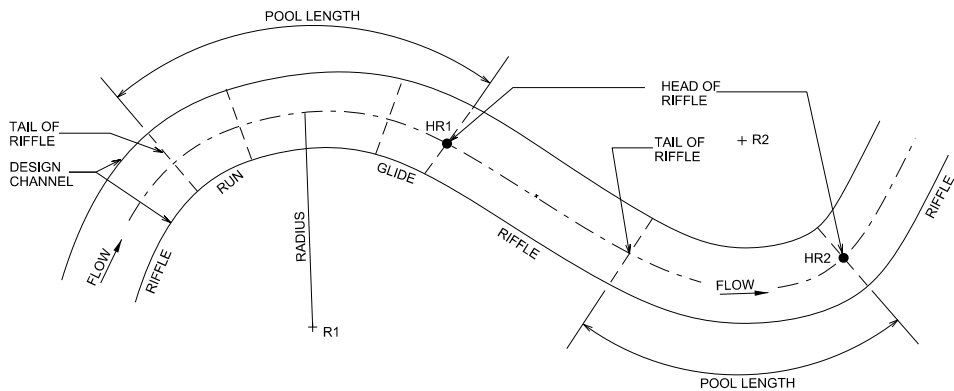 POOL LENGTH
HEAD OF
RIFFLE
TAIL OF
RIFFLE
DESIGN
CHANNEL
HR1
TAIL OF
RIFFLE
R2
RUN
GLIDE
RADIUS
FLOW
RIFFLE
RIFFLE
R1
FLOW
HR2
RIFFLE
POOL LENGTH